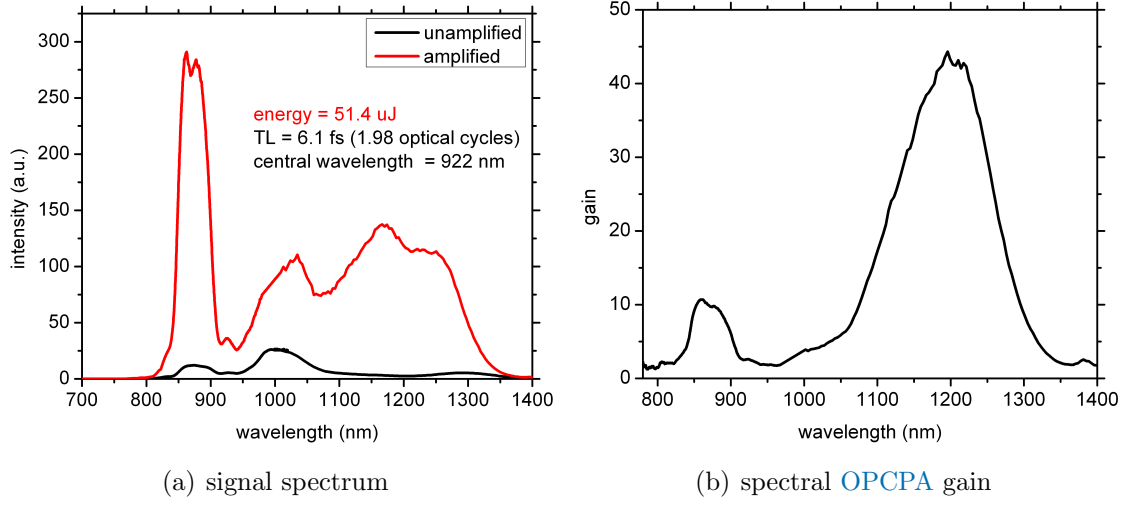 unamplified
amplified
energy = 51.4 uJ
TL = 6.1 fs (1.98 optical cycles)
central wavelength = 922 nm
intensity (a.u.)
300
250
200
150
100
50
0
700 800 900 1000 1100 1200 1300 1400
wavelength (nm)
(a) signal spectrum
gain
50
40
30
20
10
0
800 900 1000 1100 1200 1300 1400
wavelength (nm)
(b) spectral OPCPA gain